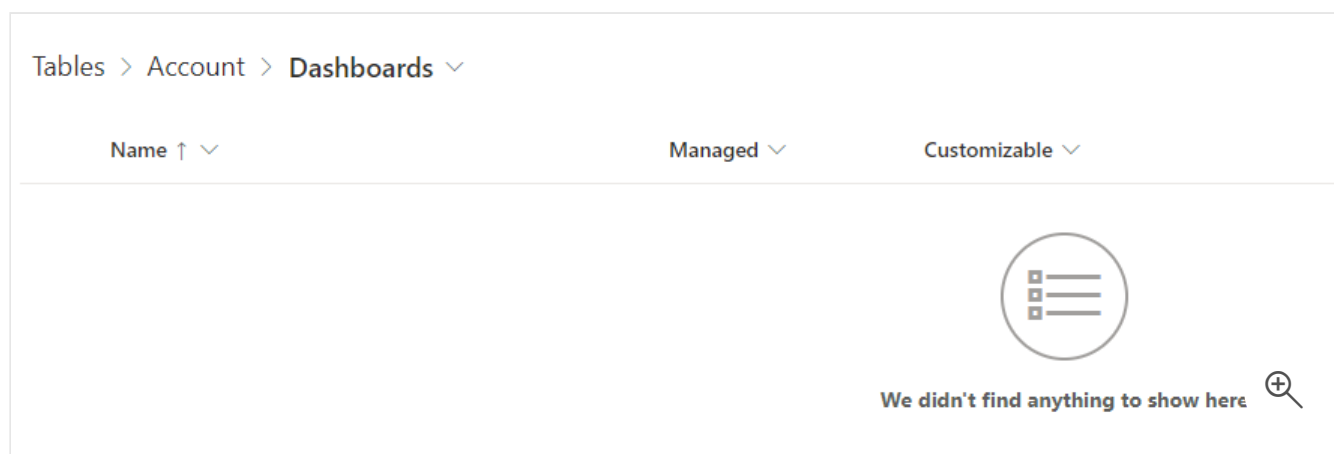 Tables > Account > Dashboards
Name ↑ Managed Customizable
We didn't find anything to show here